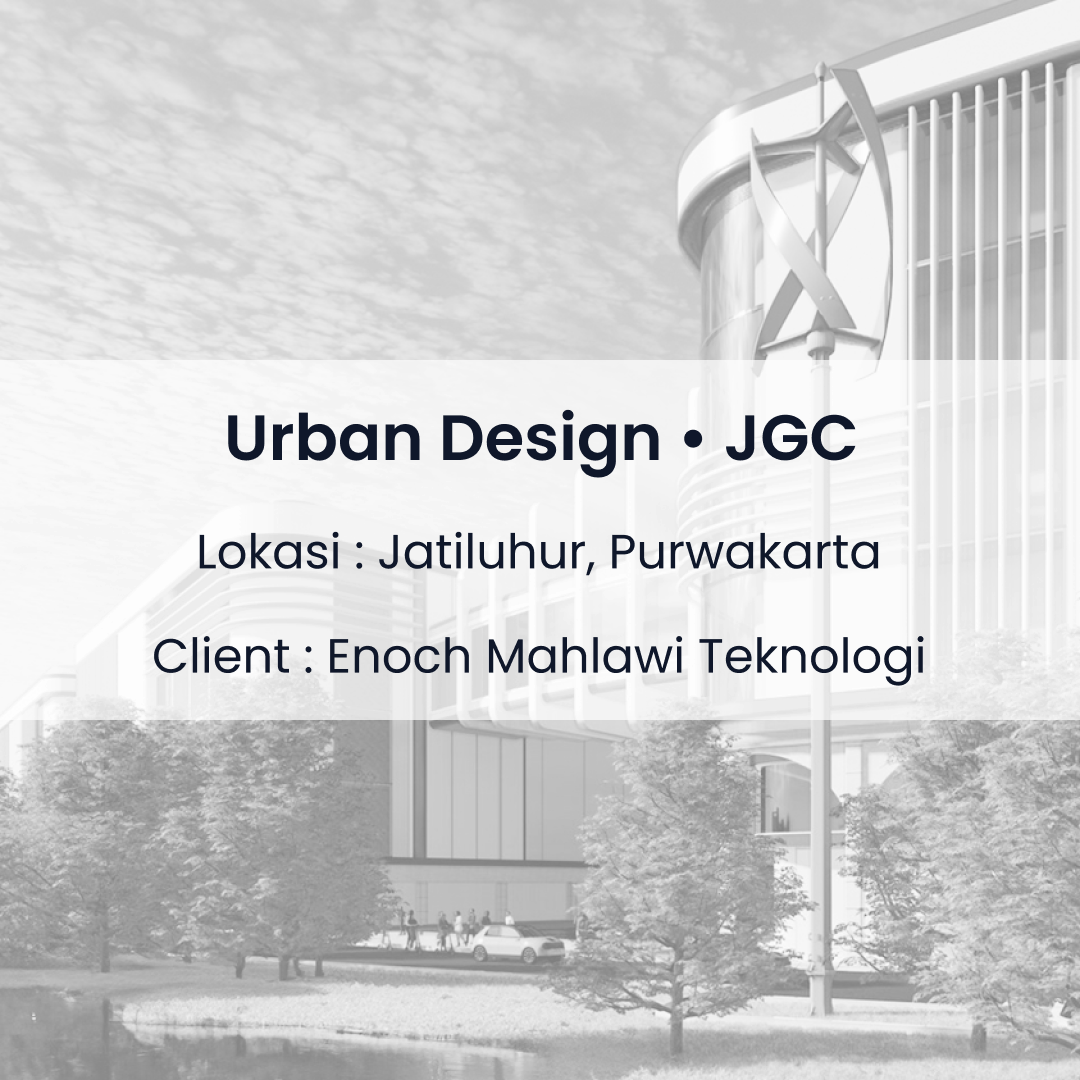 Urban Design • JGC
Lokasi : Jatiluhur, Purwakarta
Client : Enoch Mahlawi Teknologi